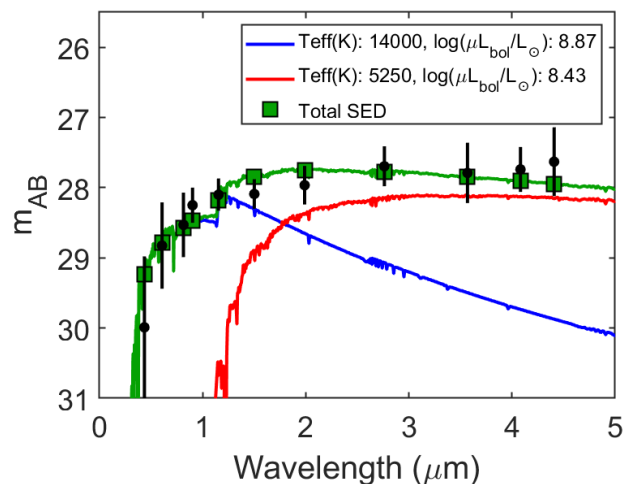 Teff(K): 14000, log(μL_bol/L_⊙): 8.87
Teff(K): 5250, log(μL_bol/L_⊙): 8.43
Total SED
m_AB
25
26
27
28
29
30
31
0 1 2 3 4 5
Wavelength (μm)